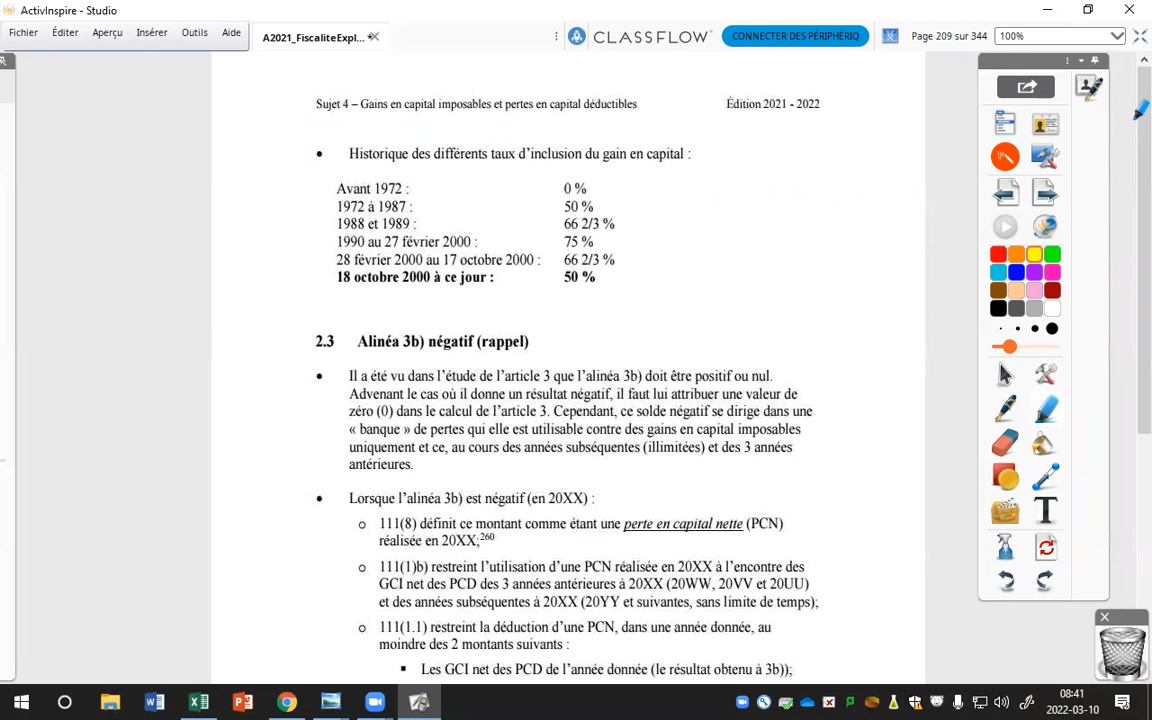 ActivInspire - Studio
Fichier Éditer Aperçu Insérer Outils Aide
A2021_FiscaliteExpl...
CLASSFLOW
CONNECTER DES PÉRIPHÉRIQ
Page 209 sur 344
100%
Sujet 4 – Gains en capital imposables et pertes en capital déductibles Édition 2021 - 2022
• Historique des différents taux d’inclusion du gain en capital :
Avant 1972 : 0 %
1972 à 1987 : 50 %
1988 et 1989 : 66 2/3 %
1990 au 27 février 2000 : 75 %
28 février 2000 au 17 octobre 2000 : 66 2/3 %
18 octobre 2000 à ce jour : 50 %
2.3 Alinéa 3b) négatif (rappel)
• Il a été vu dans l’étude de l’article 3 que l’alinéa 3b) doit être positif ou nul.
Advenant le cas où il donne un résultat négatif, il faut lui attribuer une valeur de
zéro (0) dans le calcul de l’article 3. Cependant, ce solde négatif se dirige dans une
« banque » de pertes qui elle est utilisable contre des gains en capital imposables
uniquement et ce, au cours des années subséquentes (illimitées) et des 3 années
antérieures.
• Lorsque l’alinéa 3b) est négatif (en 20XX) :
o 111(8) définit ce montant comme étant une perte en capital nette (PCN)
réalisée en 20XX;260
o 111(1)b) restreint l’utilisation d’une PCN réalisée en 20XX à l’encontre des
GCI net des PCD des 3 années antérieures à 20XX (20WW, 20VV et 20UU)
et des années subséquentes à 20XX (20YY et suivantes, sans limite de temps);
o 111(1.1) restreint la déduction d’une PCN, dans une année donnée, au
moindre des 2 montants suivants :
▪ Les GCI net des PCD de l’année donnée (le résultat obtenu à 3b));
08:41
2022-03-10